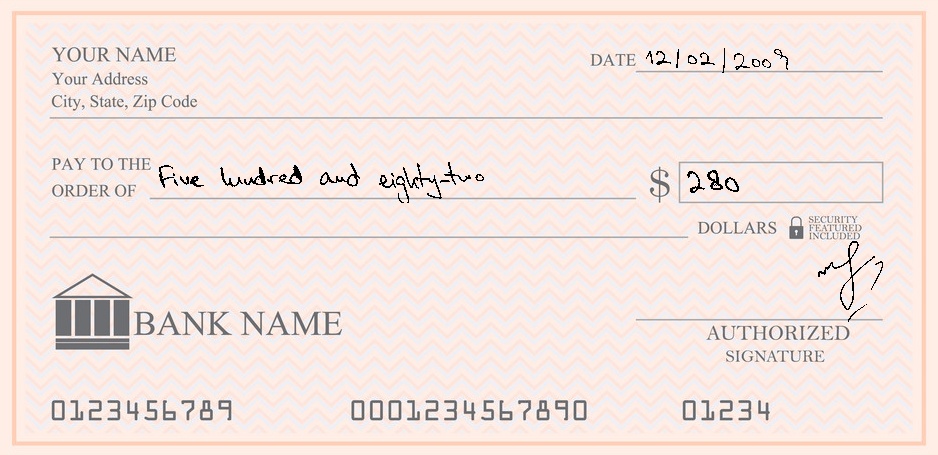 YOUR NAME
Your Address
City, State, Zip Code
DATE 12/02/2009
PAY TO THE
ORDER OF Five hundred and eighty-two $ 280
DOLLARS SECURITY
FEATURED
INCLUDED
BANK NAME
AUTHORIZED
SIGNATURE
0123456789 0001234567890 01234